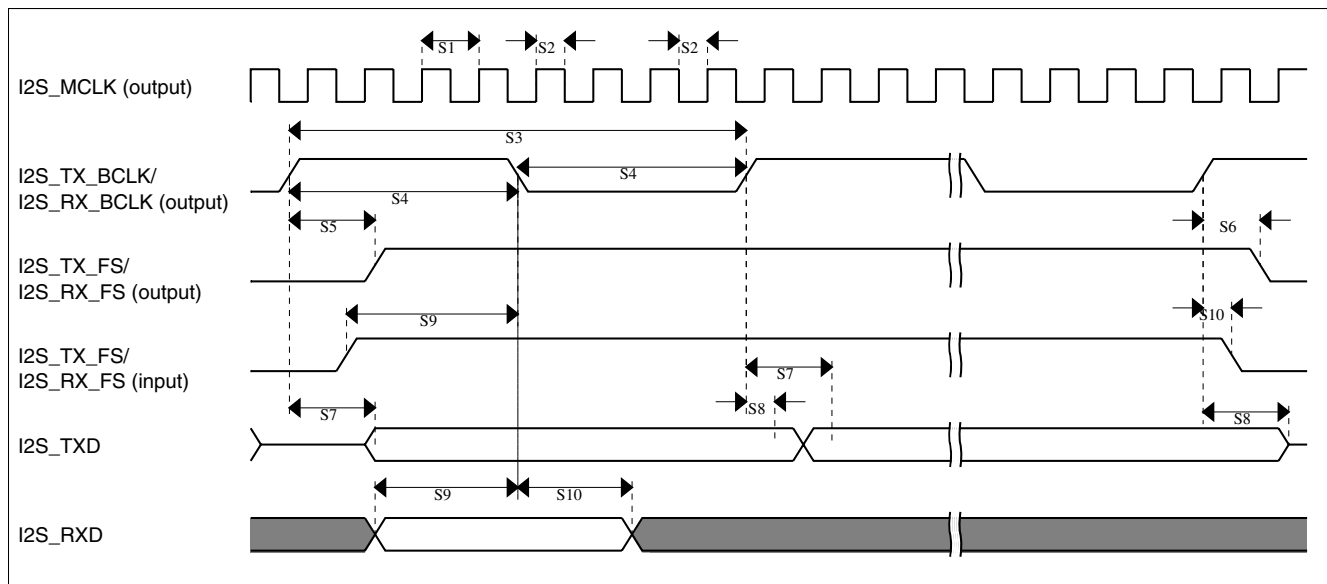 S1
S2
S2
I2S_MCLK (output)
S3
I2S_TX_BCLK/
I2S_RX_BCLK (output)
S4
S4
S5
S6
I2S_TX_FS/
I2S_RX_FS (output)
S9
S10
I2S_TX_FS/
I2S_RX_FS (input)
S7
S7
S8
S8
I2S_TXD
S9
S10
I2S_RXD